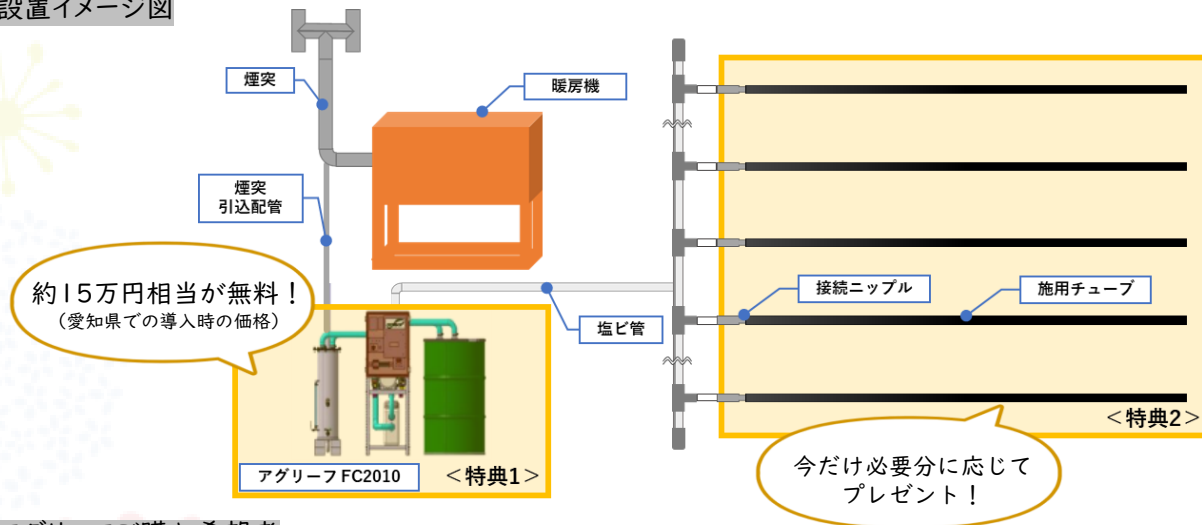 設置イメージ図
煙突
暖房機
煙突
引込配管
約15万円相当が無料！
（愛知県での導入時の価格）
接続ニップル
施用チューブ
塩ビ管
アグリーフ FC2010
＜特典1＞
＜特典2＞
今だけ必要分に応じて
プレゼント！